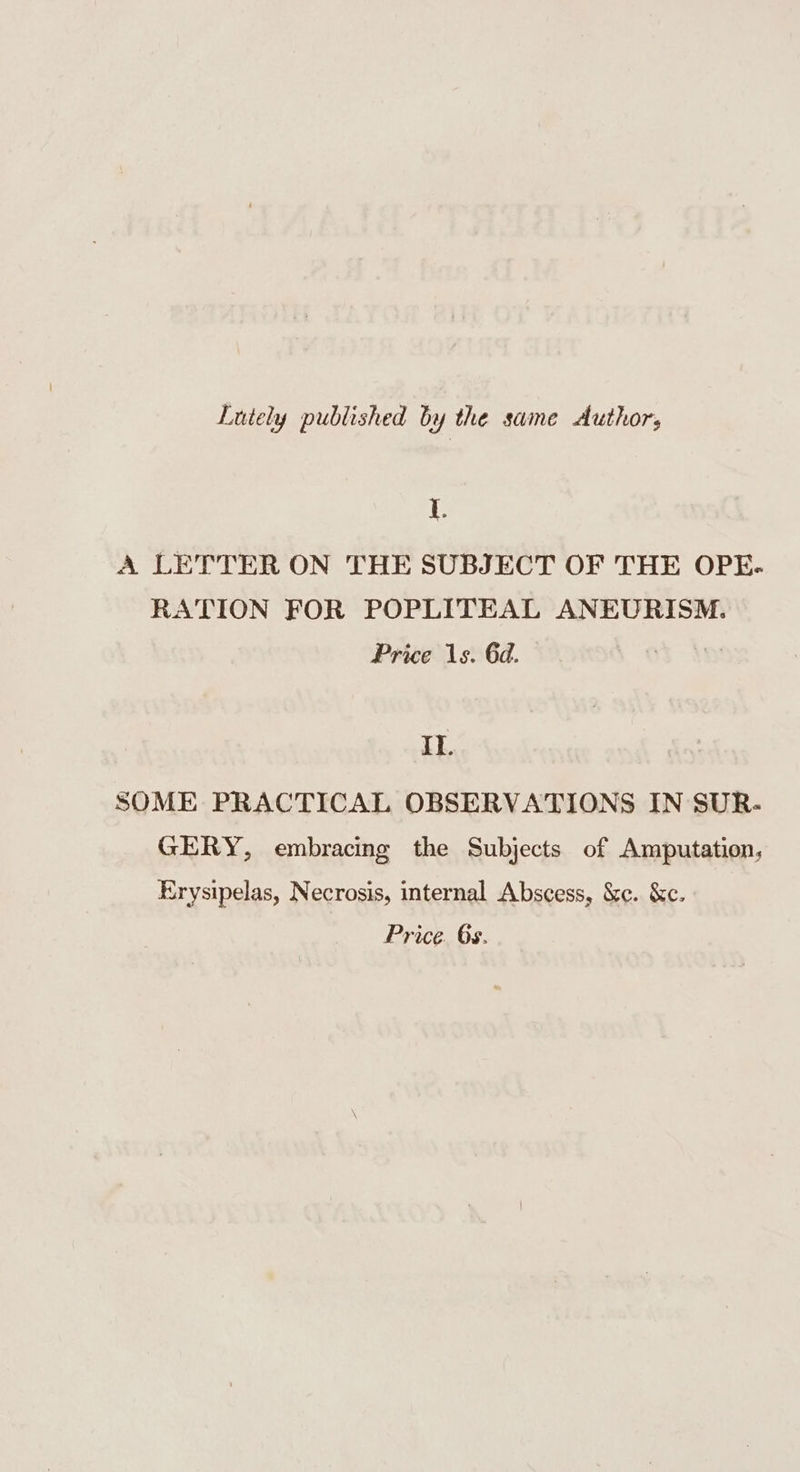 Lately published by the same Author,
I.
A LETTER ON THE SUBJECT OF THE OPE-
RATION FOR POPLITEAL ANEURISM.
Price 1s. 6d.
II.
SOME PRACTICAL OBSERVATIONS IN SUR-
GERY, embracing the Subjects of Amputation,
Erysipelas, Necrosis, internal Abscess, &c. &c.
Price 6s.